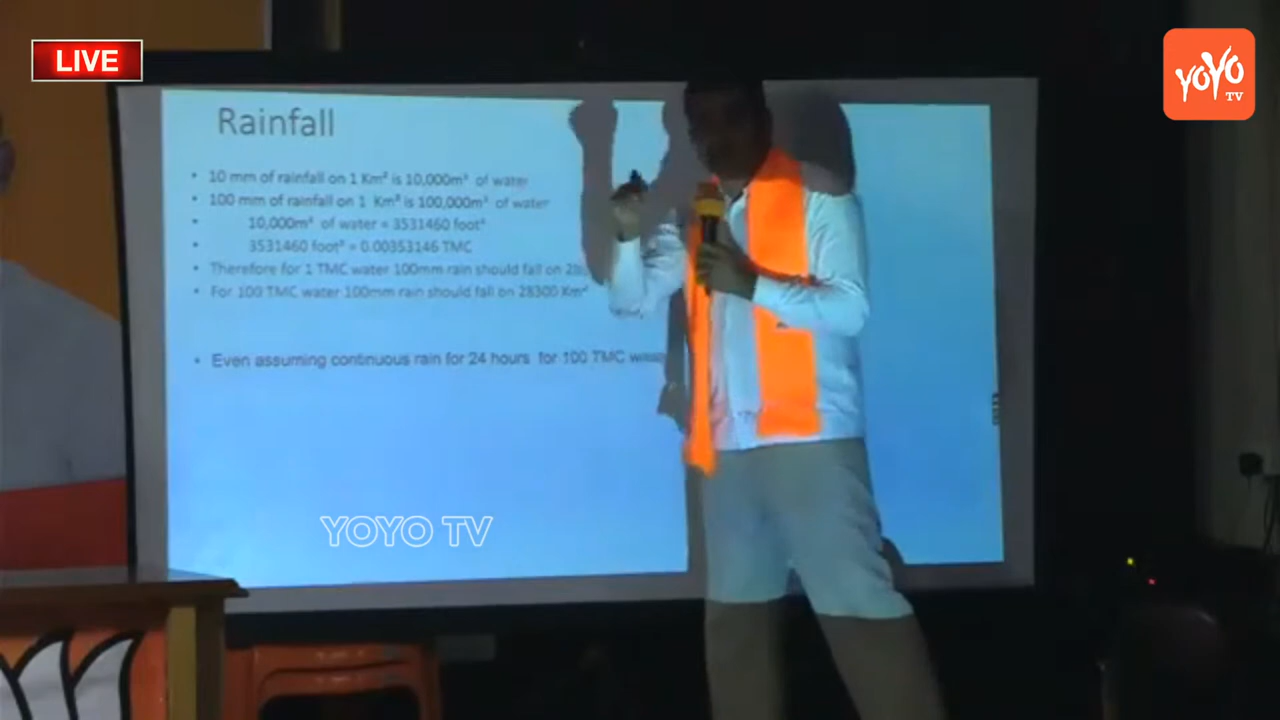 LIVE
YOYO
TV
Rainfall
• 10 mm of rainfall on 1 Km² is 10,000m³ of water
• 100 mm of rainfall on 1 Km² is 100,000m³ of water
• 10,000m³ of water = 3531460 foot³
• 3531460 foot³ = 0.00353146 TMC
• Therefore for 1 TMC water 100mm rain should fall on
• For 100 TMC water 100mm rain should fall on 28300 Km²
• Even assuming continuous rain for 24 hours for 100 TMC
YOYO TV